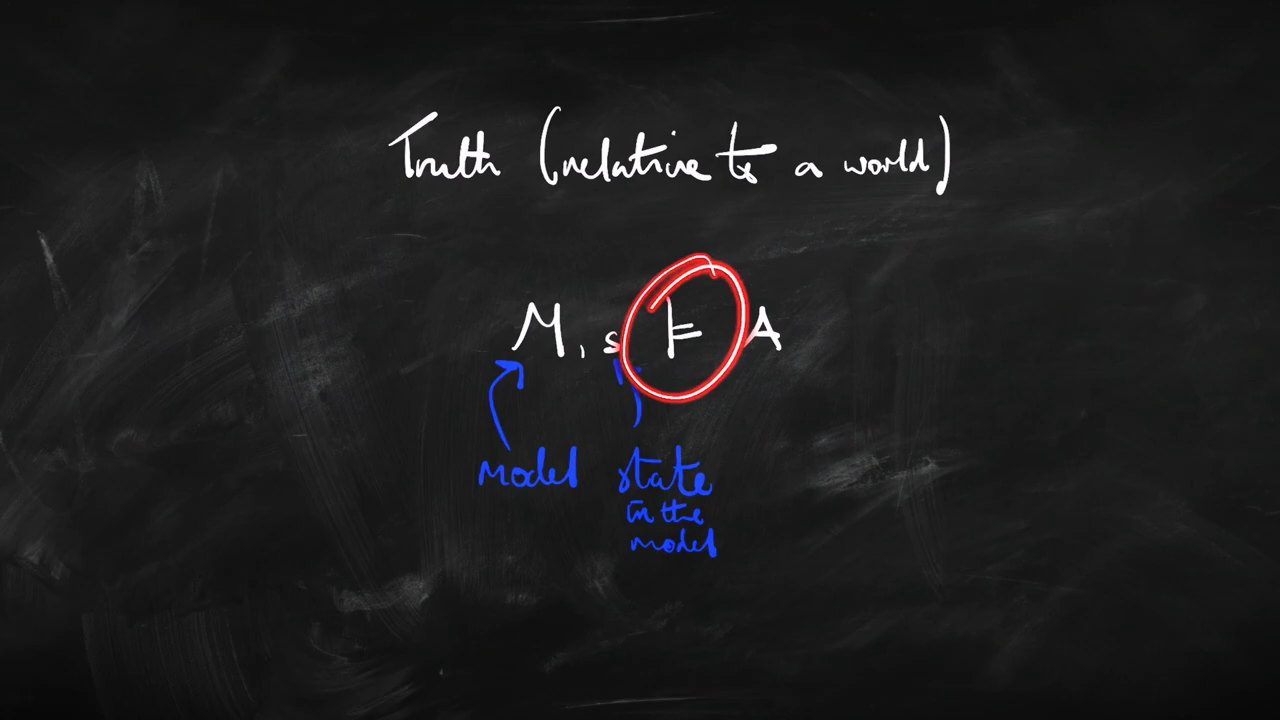 Truth (relative to a world)
M, s ⊨ A
Model
state
in the
model